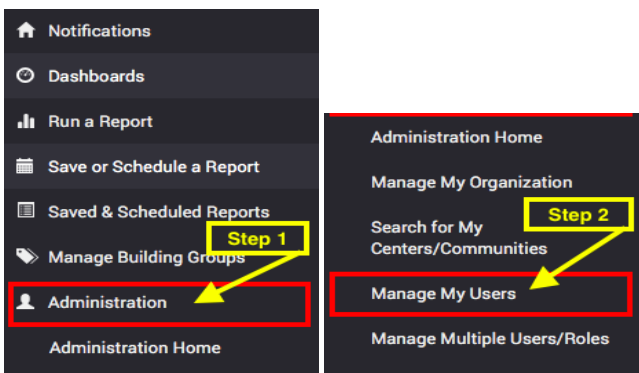 Notifications
Dashboards
Run a Report
Save or Schedule a Report
Saved & Scheduled Reports
Step 1
Manage Building Groups
Administration
Administration Home
Administration Home
Manage My Organization
Step 2
Search for My
Centers/Communities
Manage My Users
Manage Multiple Users/Roles